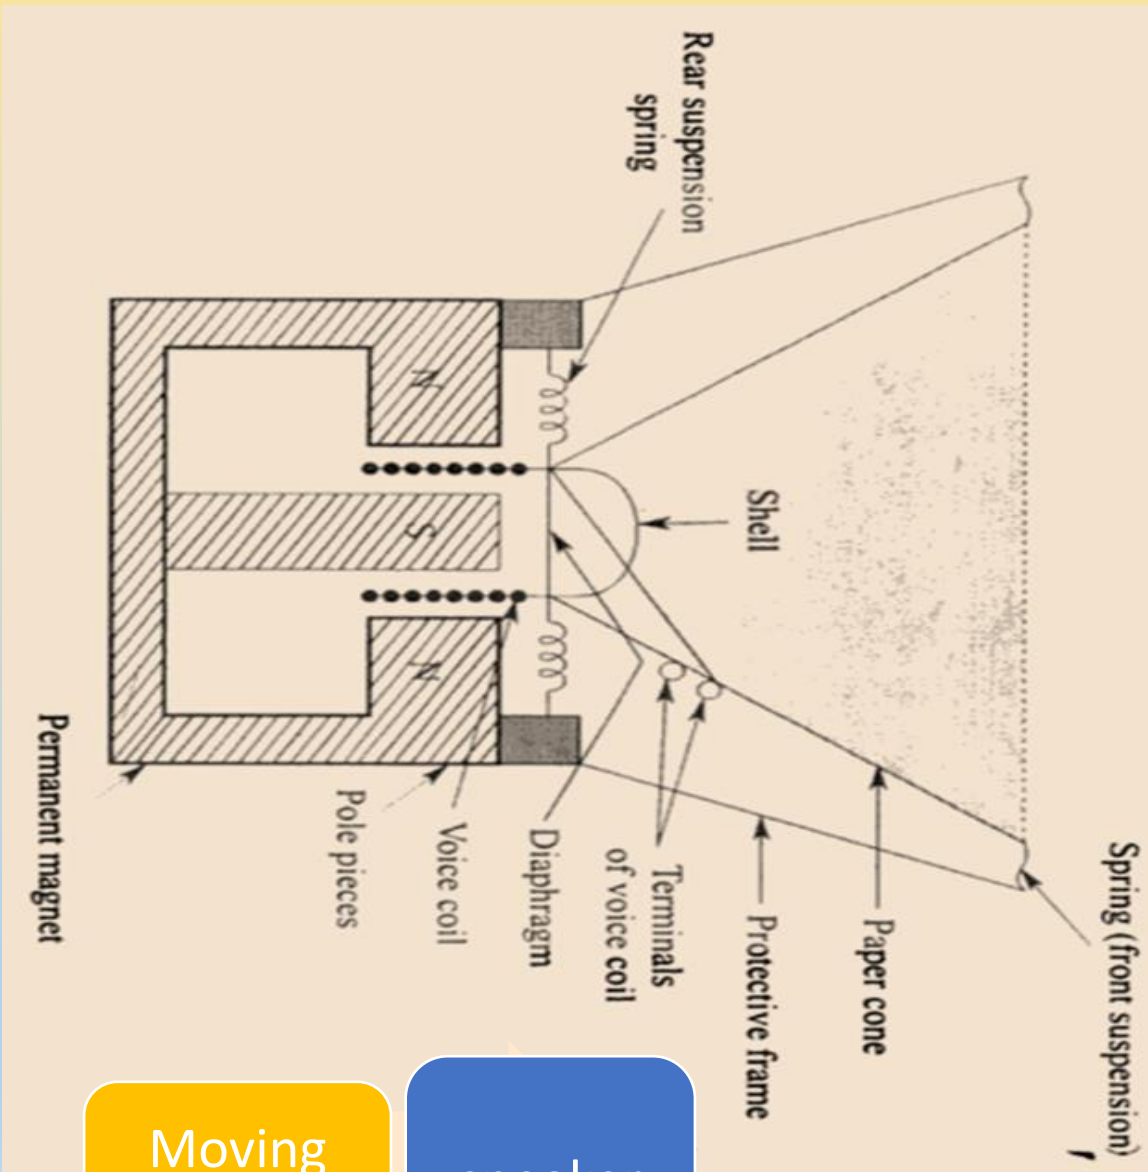 Spring (front suspension)
Paper cone
Protective frame
Shell
Rear suspension
spring
Terminals
of voice coil
Diaphragm
Voice coil
N
S
N
Pole pieces
Permanent magnet
Moving